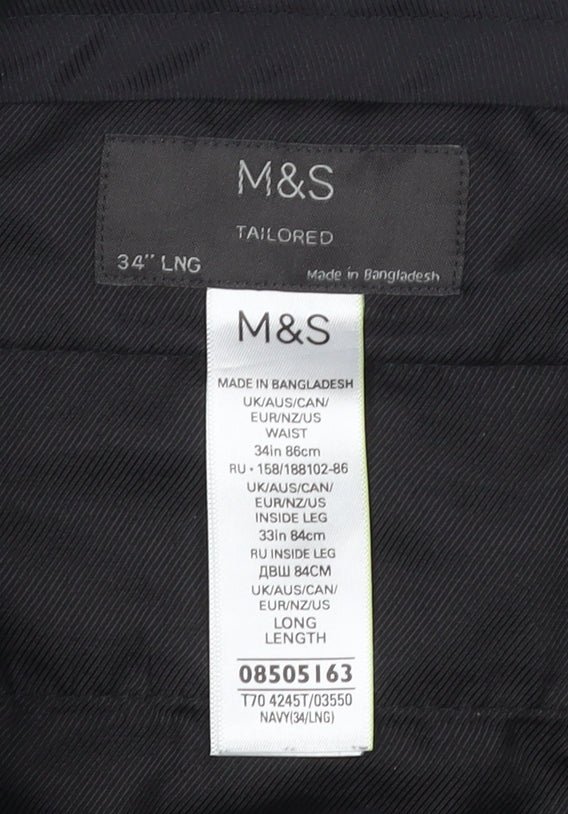 M&S
TAILORED
34" LNG
Made in Bangladesh
M&S
MADE IN BANGLADESH
UK/AUS/CAN/
EUR/NZ/US
WAIST
34in 86cm
RU • 158/188102-86
UK/AUS/CAN/
EUR/NZ/US
INSIDE LEG
33in 84cm
RU INSIDE LEG
ДВШ 84CM
UK/AUS/CAN/
EUR/NZ/US
LONG
LENGTH
08505163
T70 4245T/03550
NAVY(34/LNG)